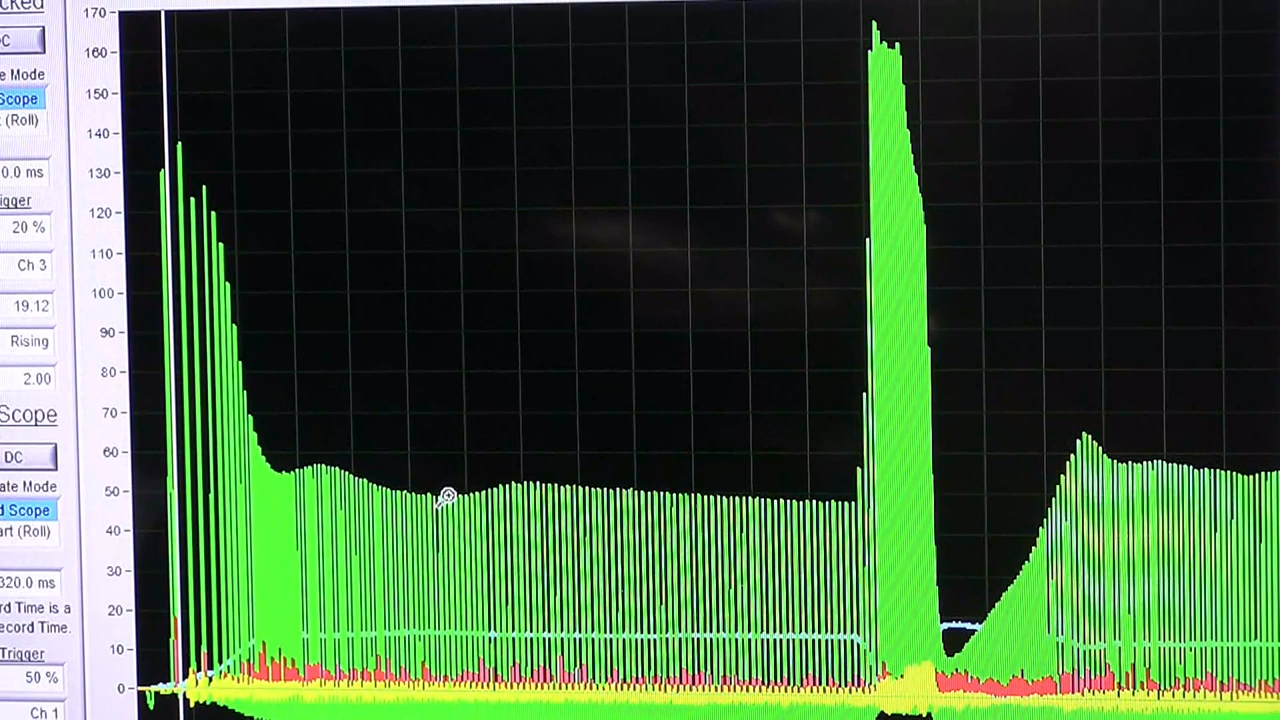 cked
C
e Mode
Scope
t (Roll)
0.0 ms
igger
20 %
Ch 3
19.12
Rising
2.00
Scope
DC
ate Mode
d Scope
art (Roll)
320.0 ms
rd Time is a
ecord Time.
Trigger
50 %
Ch 1
170
160
150
140
130
120
110
100
90
80
70
60
50
40
30
20
10
0